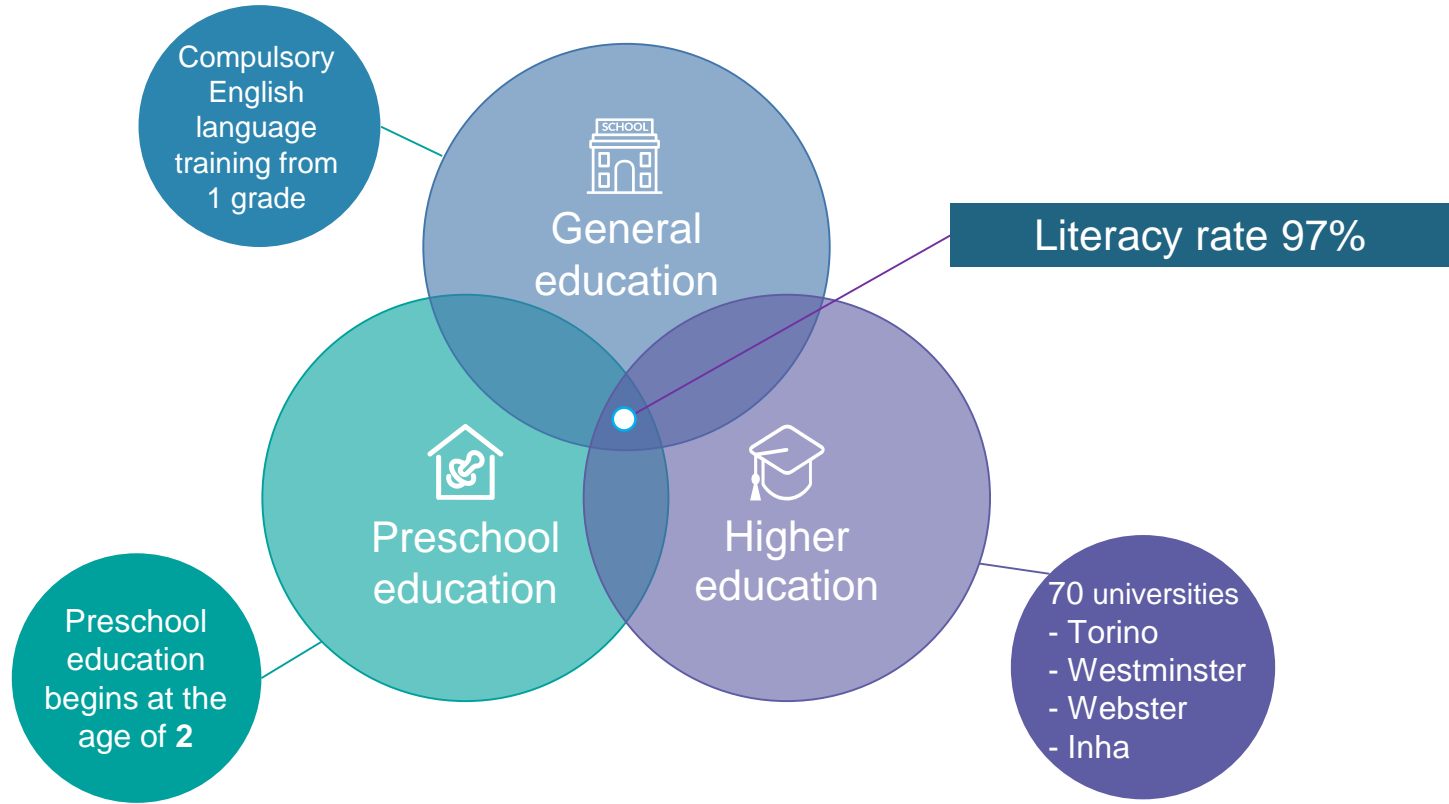 Compulsory
English
language
training from
1 grade
SCHOOL
General
education
Literacy rate 97%
Preschool
education
Higher
education
Preschool
education
begins at the
age of 2
70 universities
- Torino
- Westminster
- Webster
- Inha